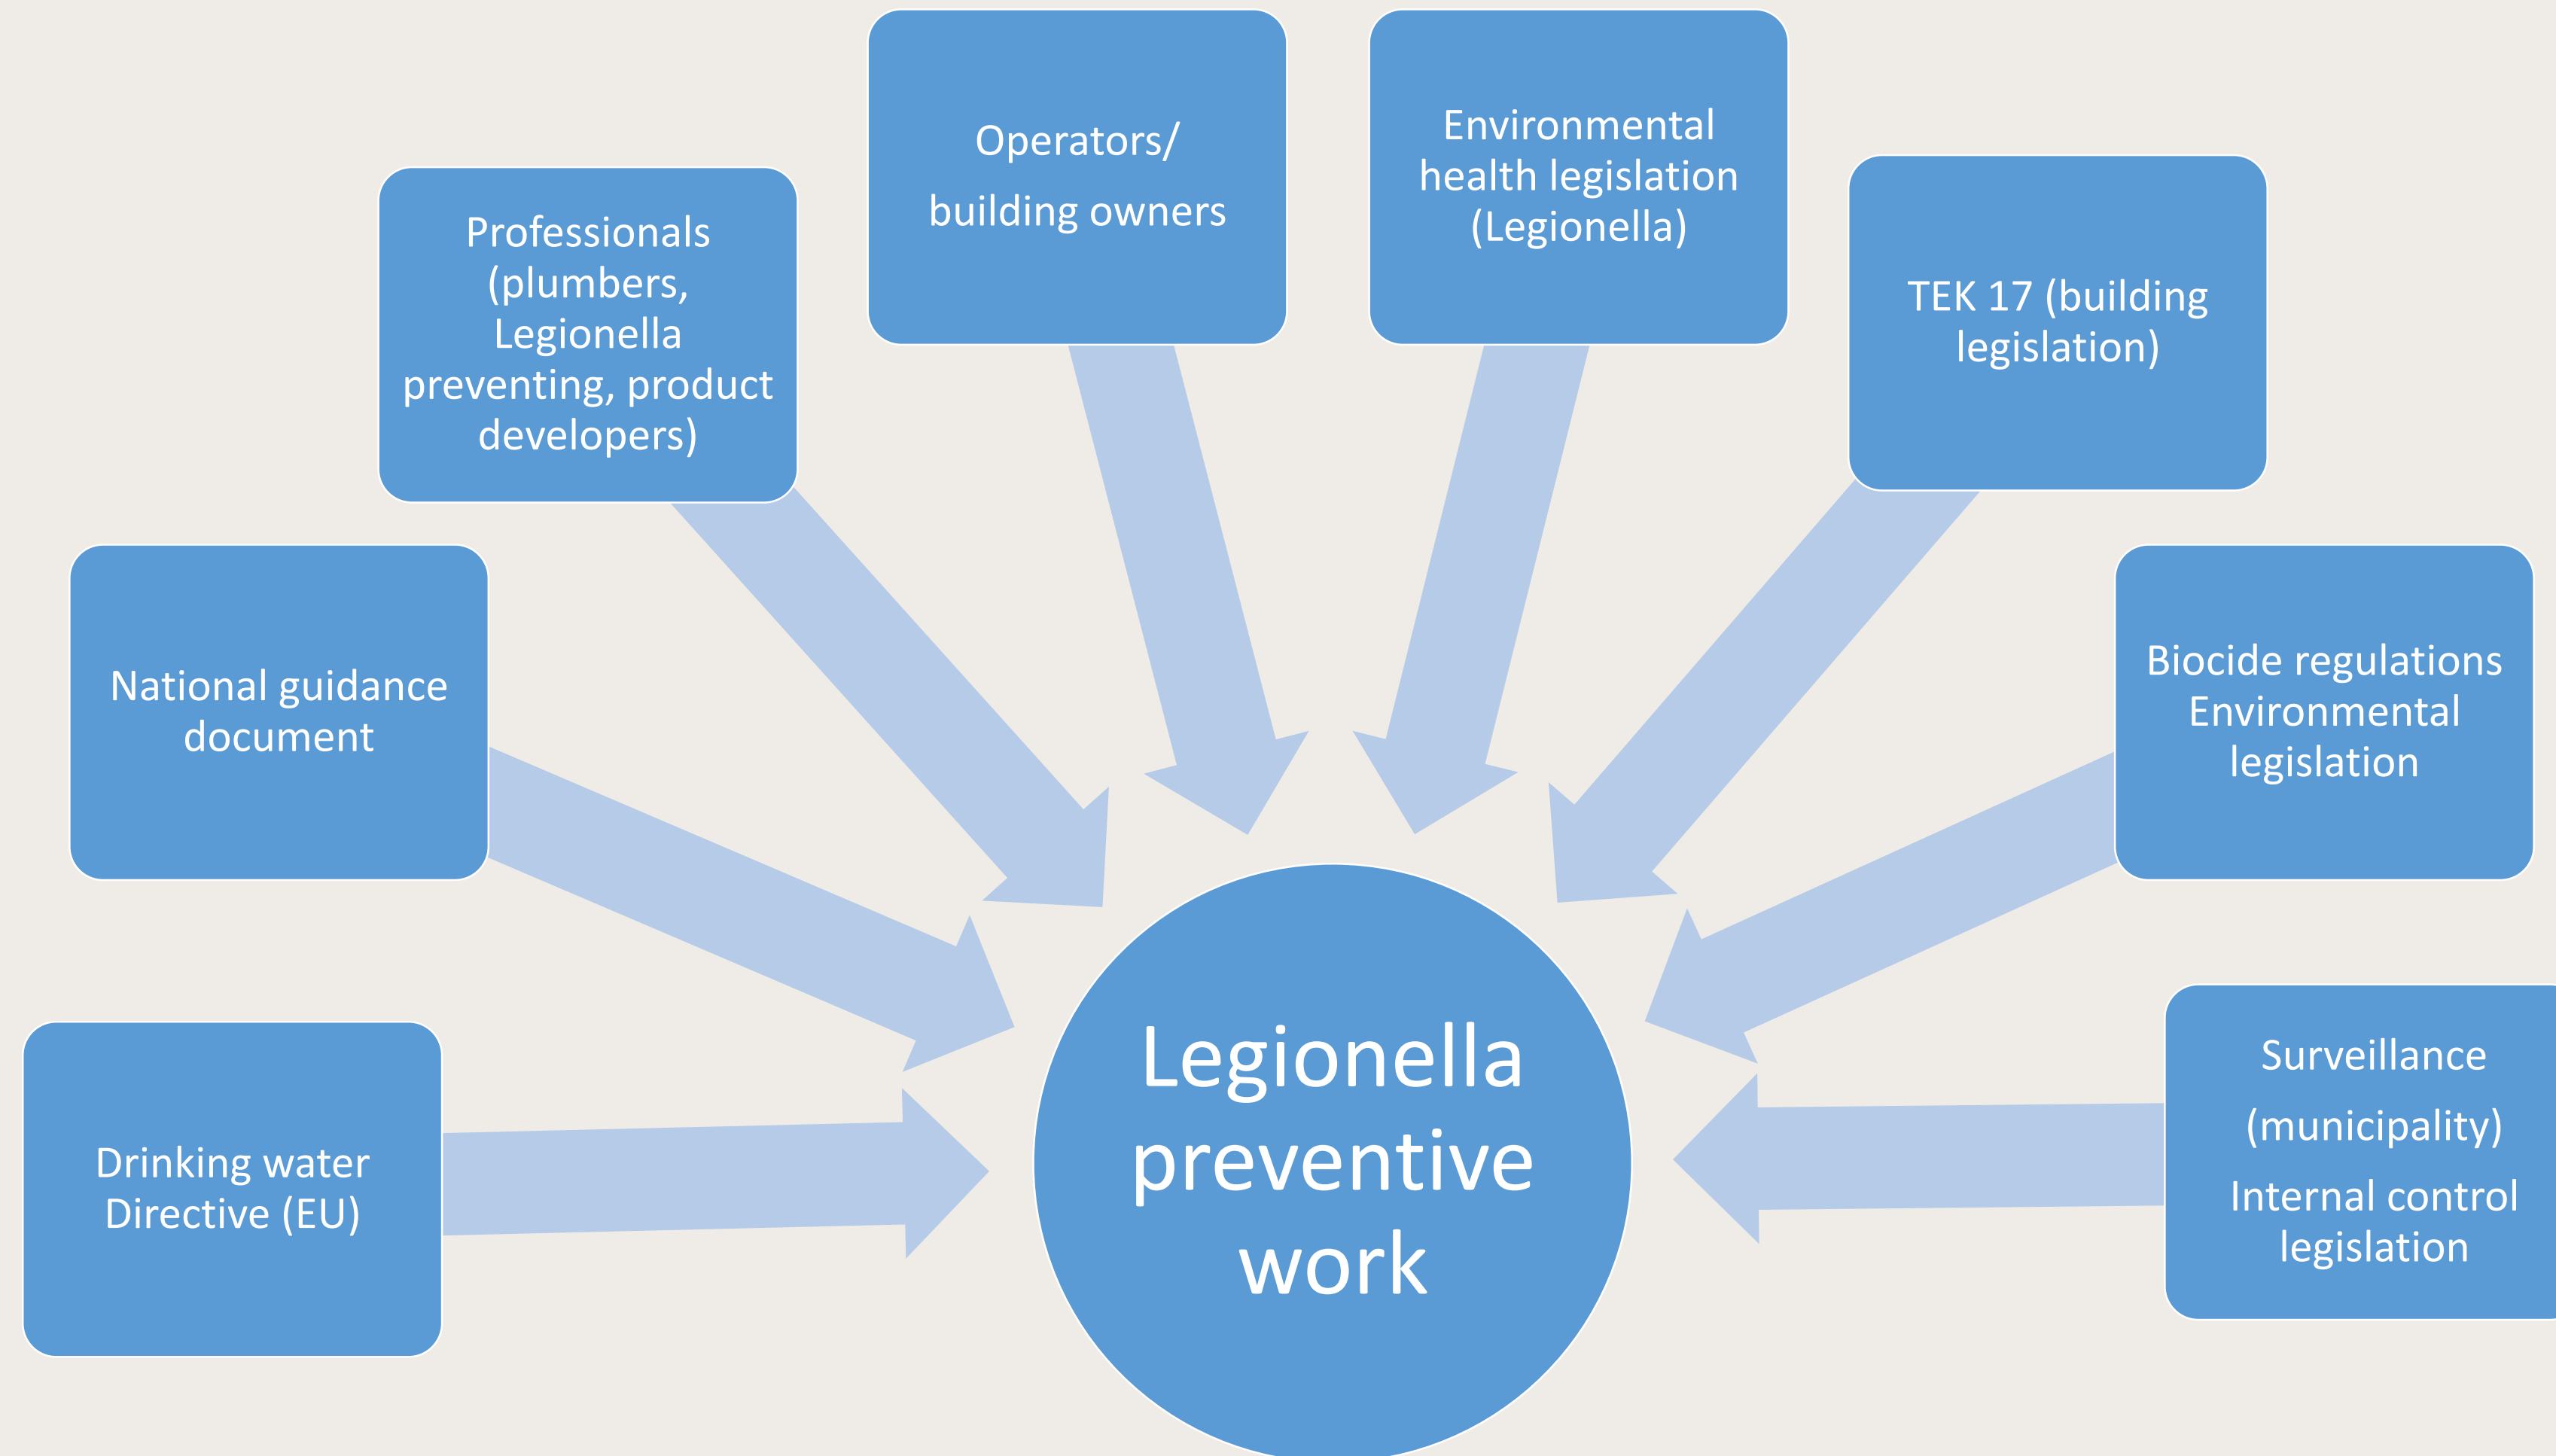 Operators/
building owners
Environmental
health legislation
(Legionella)
Professionals
(plumbers,
Legionella
preventing, product
developers)
TEK 17 (building
legislation)
National guidance
document
Biocide regulations
Environmental
legislation
Drinking water
Directive (EU)
Legionella
preventive
work
Surveillance
(municipality)
Internal control
legislation